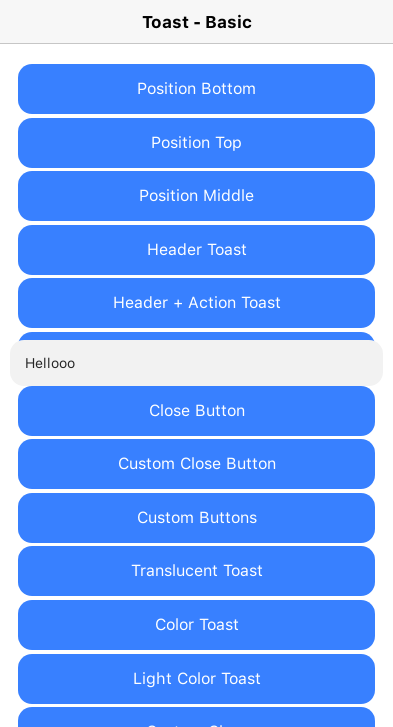 Toast - Basic
Position Bottom
Position Top
Position Middle
Header Toast
Header + Action Toast
Hellooo
Close Button
Custom Close Button
Custom Buttons
Translucent Toast
Color Toast
Light Color Toast